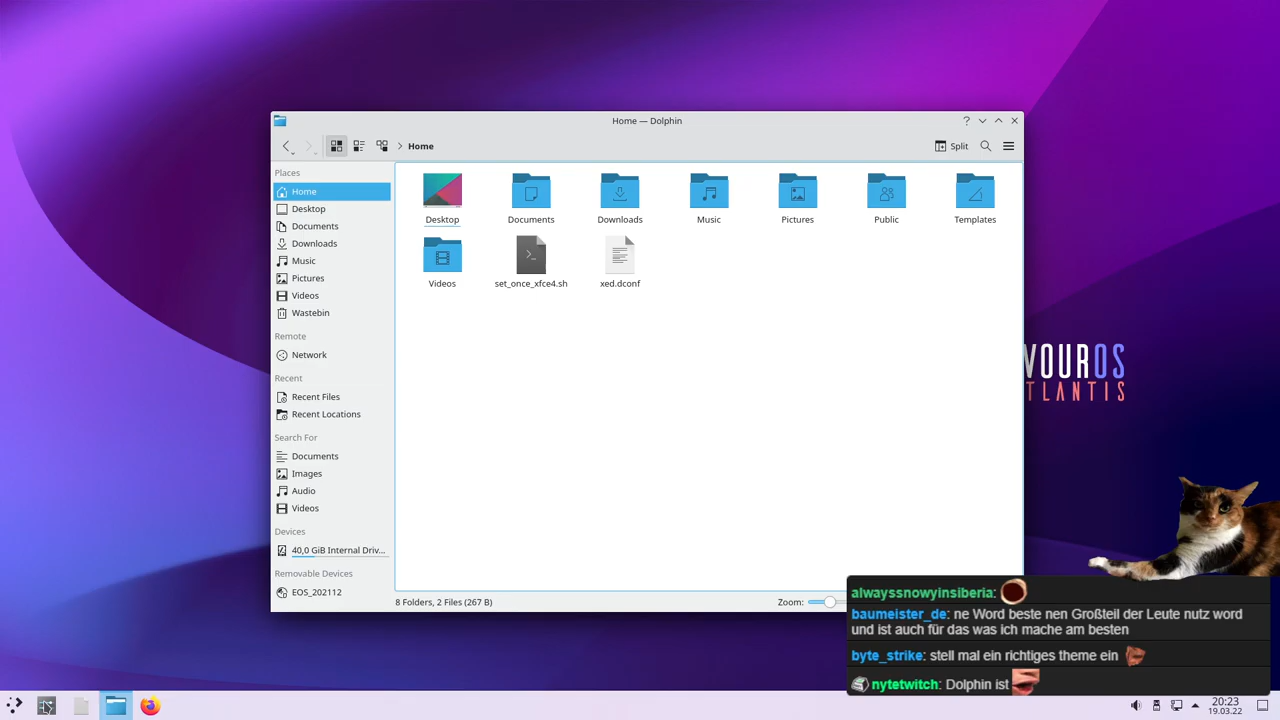 Home — Dolphin
Home
Split
Places
Home
Desktop
Documents
Downloads
Music
Pictures
Videos
Wastebin
Remote
Network
Recent
Recent Files
Recent Locations
Search For
Documents
Images
Audio
Videos
Devices
40,0 GiB Internal Driv...
Removable Devices
EOS_202112
Desktop
Documents
Downloads
Music
Pictures
Public
Templates
Videos
set_once_xfce4.sh
xed.dconf
8 Folders, 2 Files (267 B)
Zoom:
VOUROS
TLANTIS
alwayssnowyinsiberia:
baumeister_de: ne Word beste nen Großteil der Leute nutz word
und ist auch für das was ich mache am besten
byte_strike: stell mal ein richtiges theme ein
nytetwitch: Dolphin ist
20:23
19.03.22